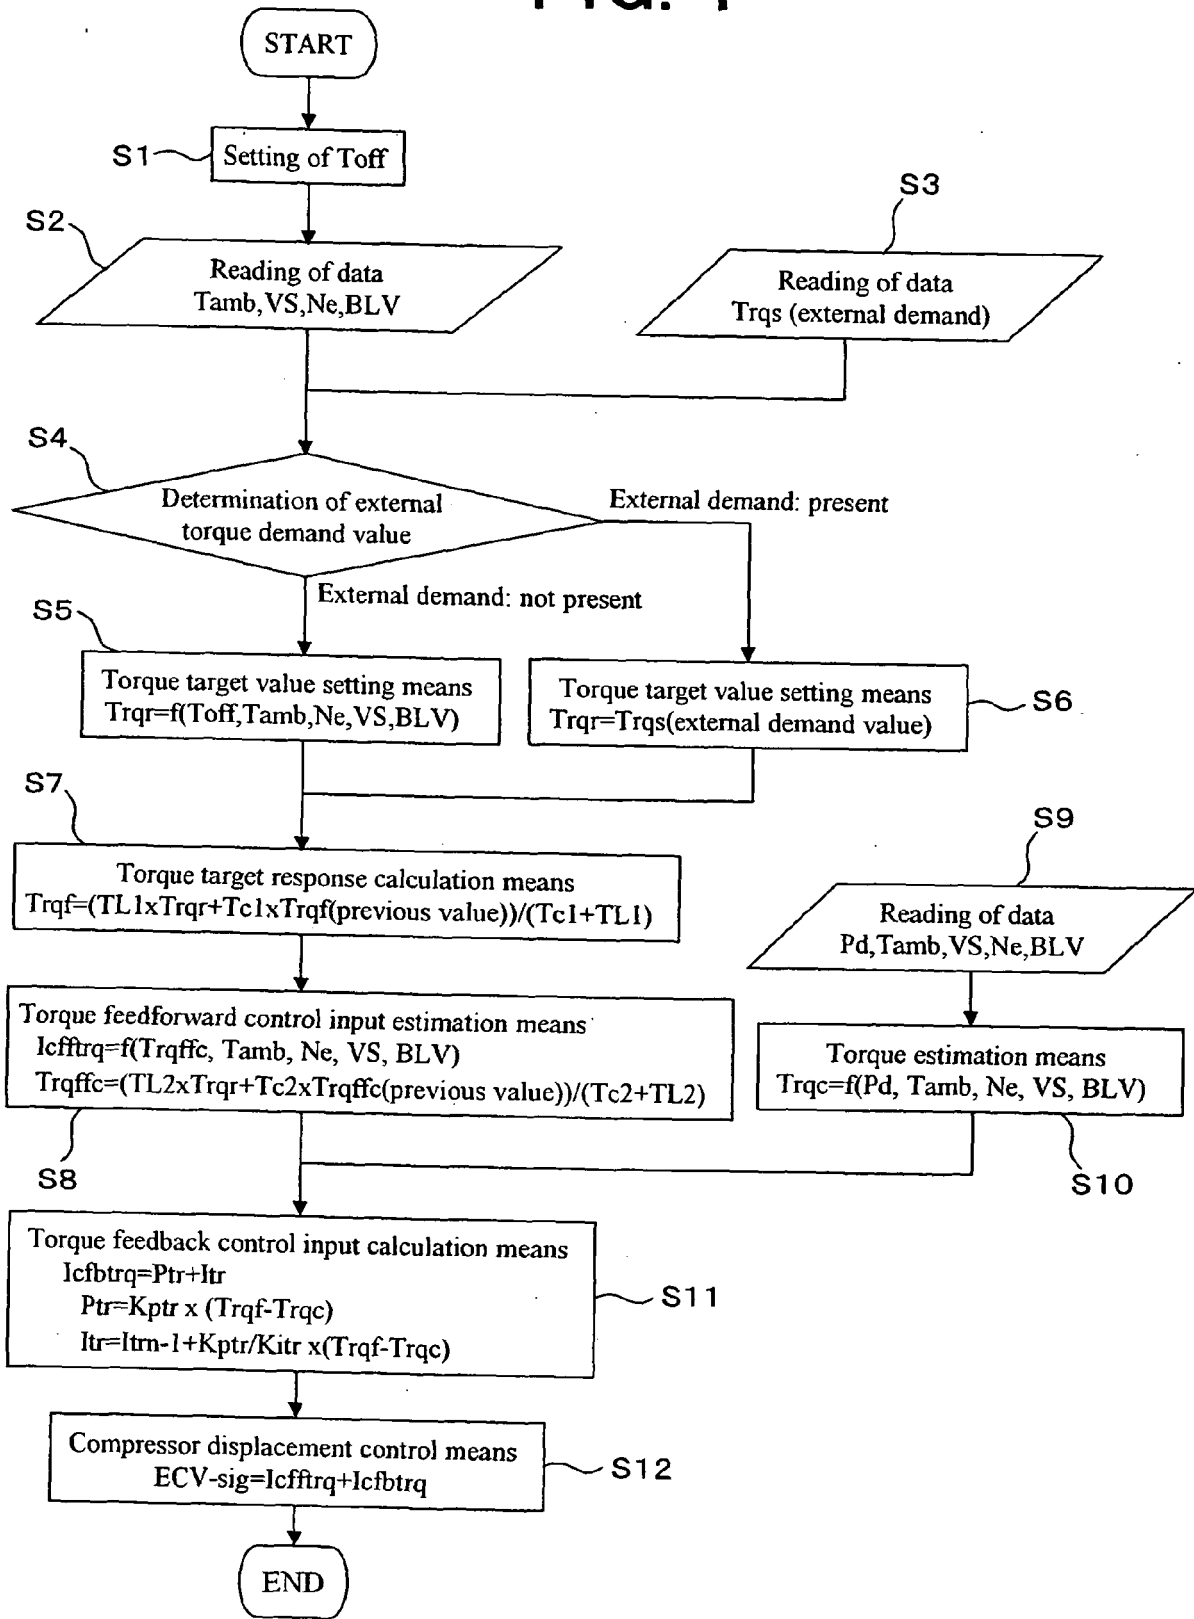 START
S1
Setting of Toff
S2
Reading of data
Tamb,VS,Ne,BLV
S3
Reading of data
Trqs (external demand)
S4
Determination of external
torque demand value
External demand: present
External demand: not present
S5
Torque target value setting means
Trqr=f(Toff,Tamb,Ne,VS,BLV)
Torque target value setting means
Trqr=Trqs(external demand value)
S6
S7
Torque target response calculation means
Trqf=(TL1xTrqr+Tc1xTrqf(previous value))/(Tc1+TL1)
S9
Reading of data
Pd,Tamb,VS,Ne,BLV
Torque feedforward control input estimation means
Icfftrq=f(Trqffc, Tamb, Ne, VS, BLV)
Trqffc=(TL2xTrqr+Tc2xTrqffc(previous value))/(Tc2+TL2)
S8
Torque estimation means
Trqc=f(Pd, Tamb, Ne, VS, BLV)
S10
Torque feedback control input calculation means
Icfbtrq=Ptr+Itr
Ptr=Kptr x (Trqf-Trqc)
Itr=Itrn-1+Kptr/Kitr x(Trqf-Trqc)
S11
Compressor displacement control means
ECV-sig=Icfftrq+Icfbtrq
S12
END